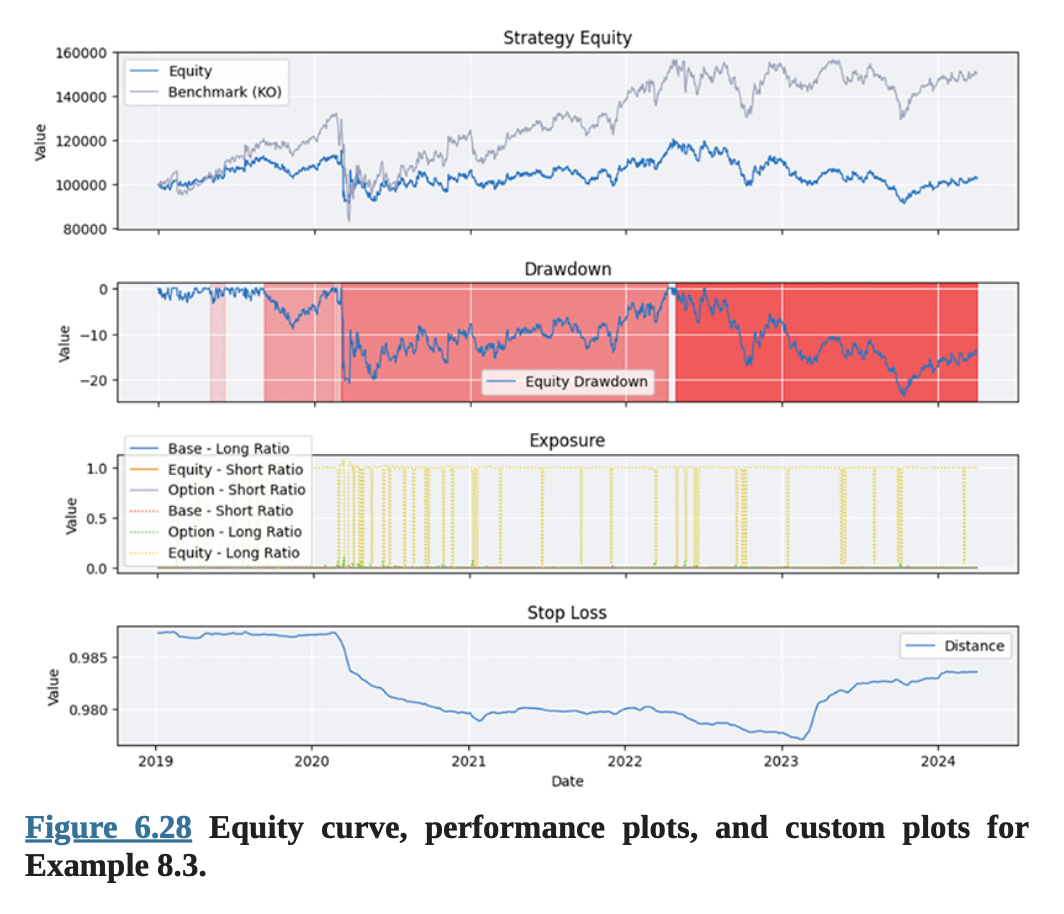 Strategy Equity
160000
140000
120000
100000
80000
Value
Equity
Benchmark (KO)
Drawdown
0
−10
−20
Value
Equity Drawdown
Exposure
1.0
0.5
0.0
Value
Base - Long Ratio
Equity - Short Ratio
Option - Short Ratio
Base - Short Ratio
Option - Long Ratio
Equity - Long Ratio
Stop Loss
0.985
0.980
Value
Distance
2019 2020 2021 2022 2023 2024
Date
Figure 6.28 Equity curve, performance plots, and custom plots for
Example 8.3.